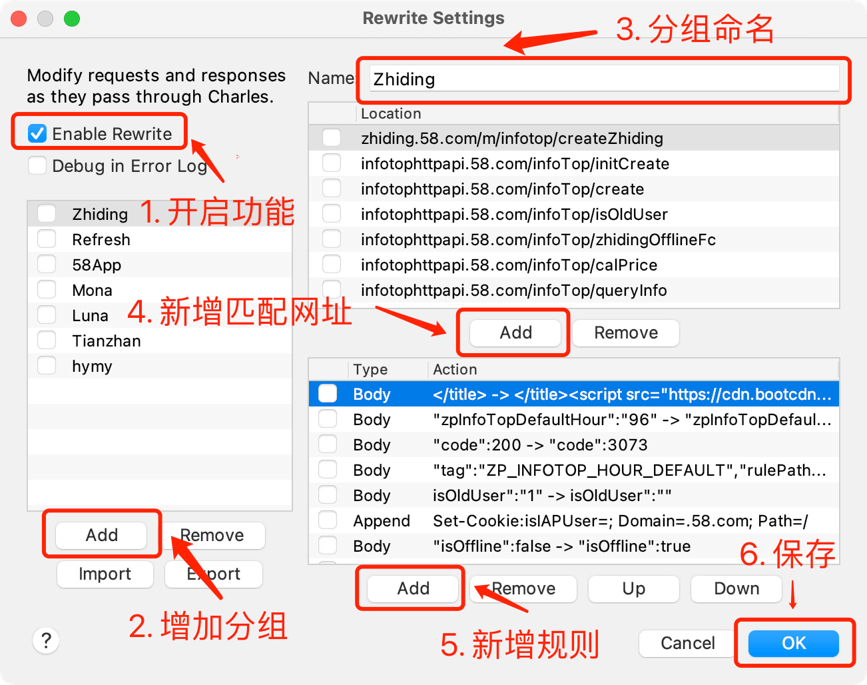 Rewrite Settings
3. 分组命名
Modify requests and responses
as they pass through Charles.
Name:
Zhiding
Enable Rewrite
Debug in Error Log
1. 开启功能
Location
zhiding.58.com/m/infotop/createZhiding
infotophttpapi.58.com/infoTop/initCreate
infotophttpapi.58.com/infoTop/create
infotophttpapi.58.com/infoTop/isOldUser
infotophttpapi.58.com/infoTop/zhidingOfflineFc
infotophttpapi.58.com/infoTop/calPrice
infotophttpapi.58.com/infoTop/queryInfo
Zhiding
Refresh
58App
Mona
Luna
Tianzhan
hymy
4. 新增匹配网址
Add
Remove
Type Action
Body </title> -> </title><script src="https://cdn.bootcdn...
Body "zpInfoTopDefaultHour":"96" -> "zpInfoTopDefaul...
Body "code":200 -> "code":3073
Body "tag":"ZP_INFOTOP_HOUR_DEFAULT","rulePath...
Body isOldUser":"1" -> isOldUser":""
Append Set-Cookie:isIAPUser=; Domain=.58.com; Path=/
Body "isOffline":false -> "isOffline":true
Add
Remove
Import
Export
2. 增加分组
6. 保存
Add
Remove
Up
Down
5. 新增规则
?
Cancel
OK